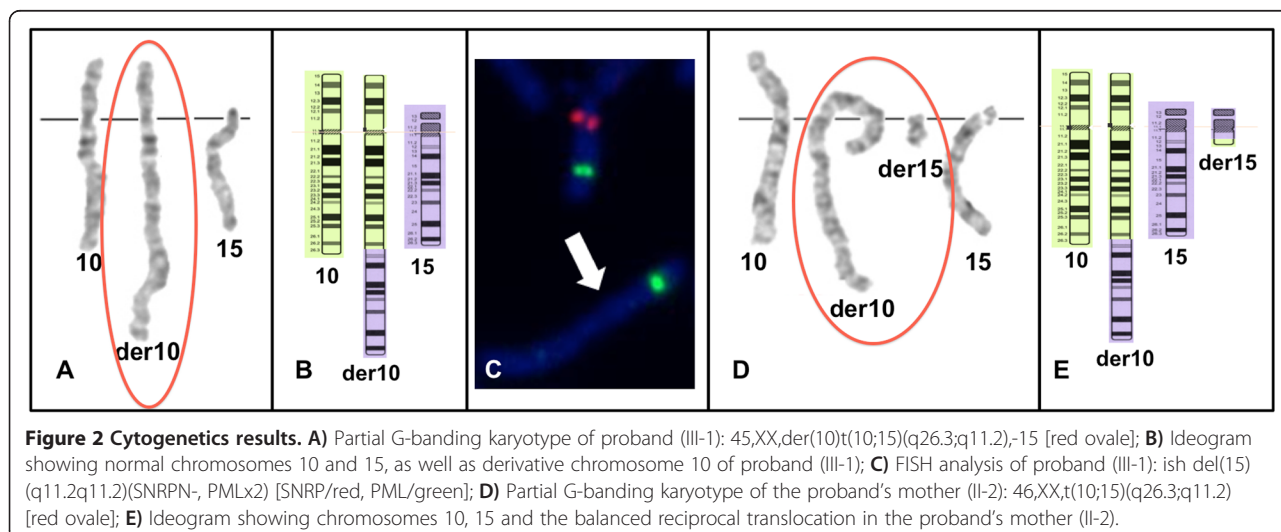 10
der10
15
A
10
der10
15
B
C
10
der10
der15
15
D
10
der10
15
der15
E
Figure 2 Cytogenetics results. A) Partial G-banding karyotype of proband (III-1): 45,XX,der(10)t(10;15)(q26.3;q11.2),-15 [red ovale]; B) Ideogram
showing normal chromosomes 10 and 15, as well as derivative chromosome 10 of proband (III-1); C) FISH analysis of proband (III-1): ish del(15)
(q11.2q11.2)(SNRPN-, PMLx2) [SNRP/red, PML/green]; D) Partial G-banding karyotype of the proband's mother (II-2): 46,XX,t(10;15)(q26.3;q11.2)
[red ovale]; E) Ideogram showing chromosomes 10, 15 and the balanced reciprocal translocation in the proband's mother (II-2).